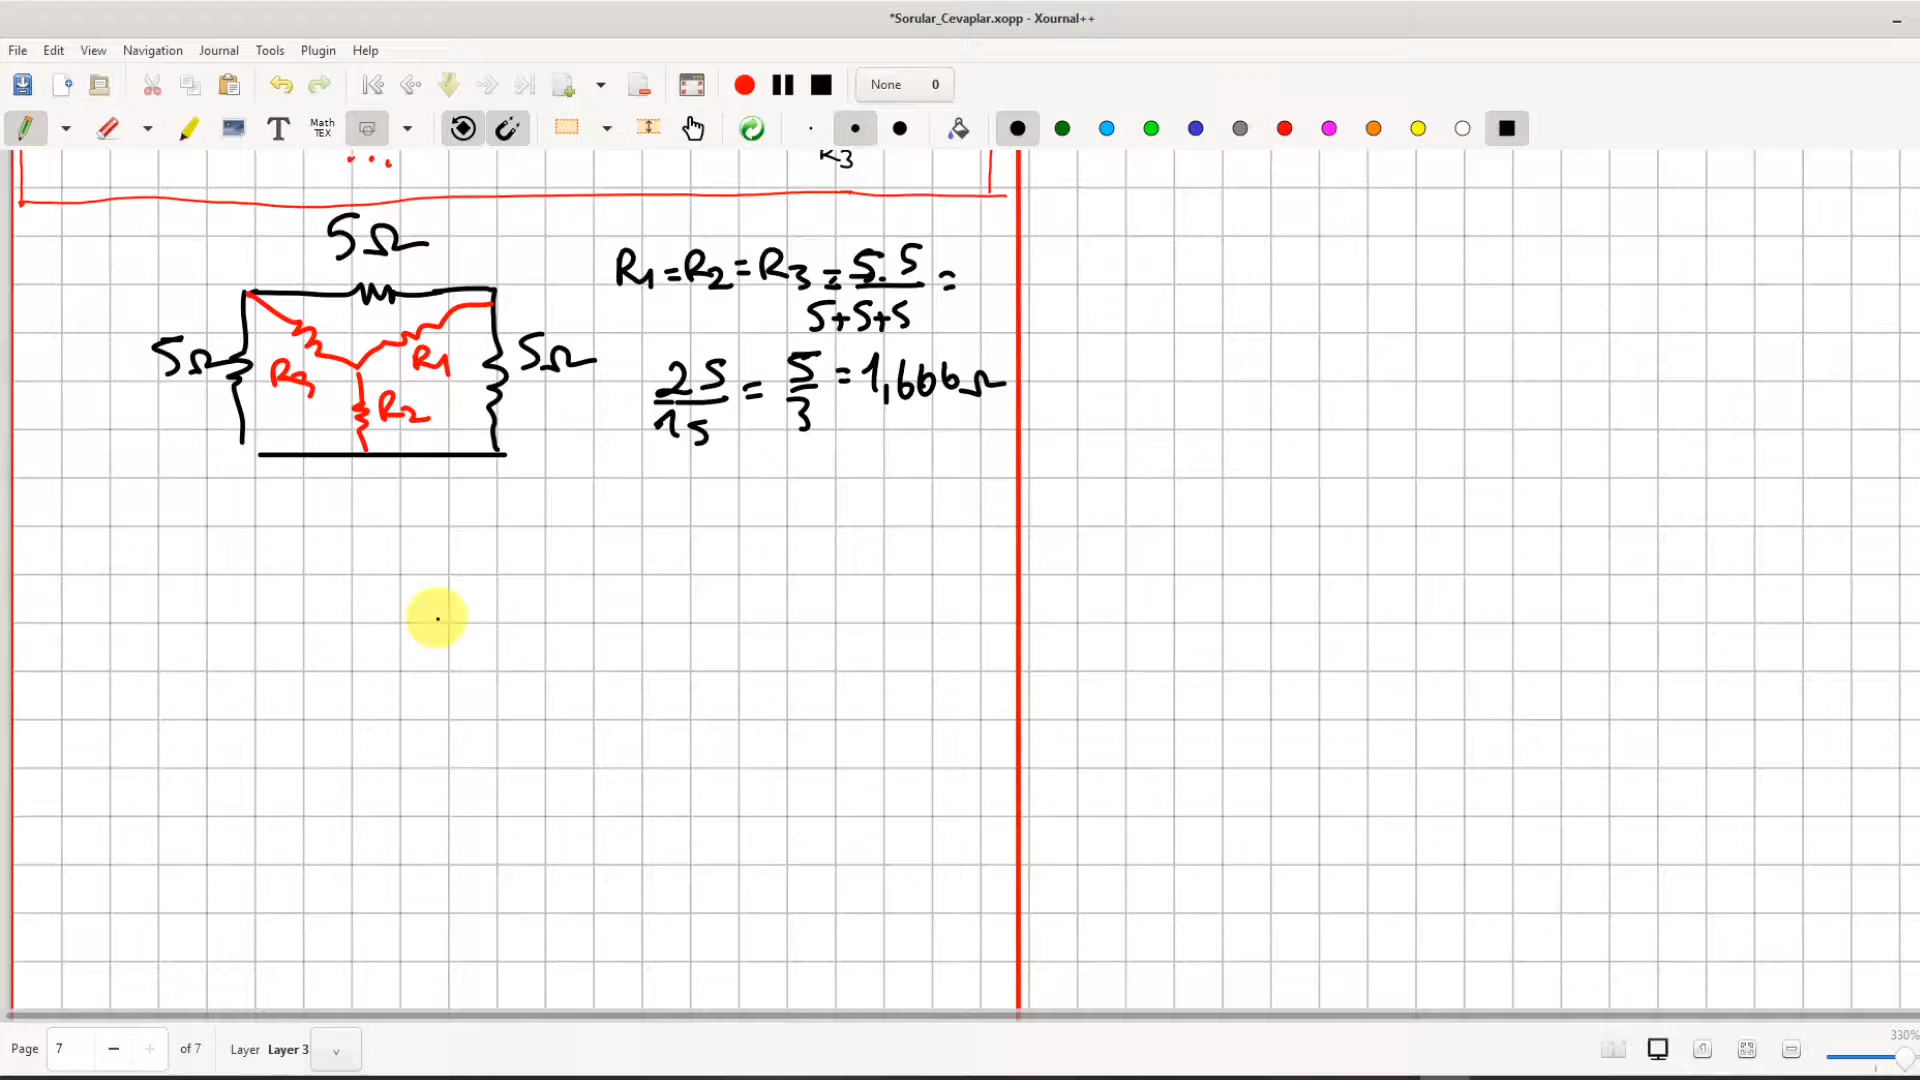 *Sorular_Cevaplar.xopp - Xournal++
File Edit View Navigation Journal Tools Plugin Help
None 0
T Math TEX
R3
5Ω
R1 = R2 = R3 = 5.5 / 5+5+5 =
5Ω R3 R1 R2 5Ω
25/15 = 5/3 = 1,666Ω
Page 7 of 7 Layer Layer 3
330%